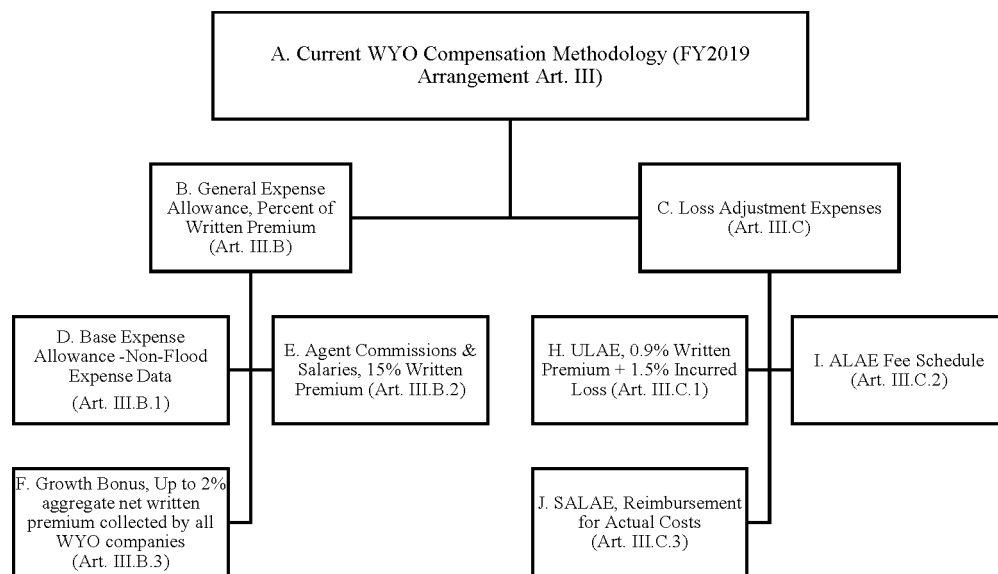 A. Current WYO Compensation Methodology (FY2019
Arrangement Art. III)
B. General Expense
Allowance, Percent of
Written Premium
(Art. III.B)
C. Loss Adjustment Expenses
(Art. III.C)
D. Base Expense
Allowance -Non-Flood
Expense Data
(Art. III.B.1)
E. Agent Commissions &
Salaries, 15% Written
Premium (Art. III.B.2)
H. ULAE, 0.9% Written
Premium + 1.5% Incurred
Loss (Art. III.C.1)
I. ALAE Fee Schedule
(Art. III.C.2)
F. Growth Bonus, Up to 2%
aggregate net written
premium collected by all
WYO companies
(Art. III.B.3)
J. SALAE, Reimbursement
for Actual Costs
(Art. III.C.3)